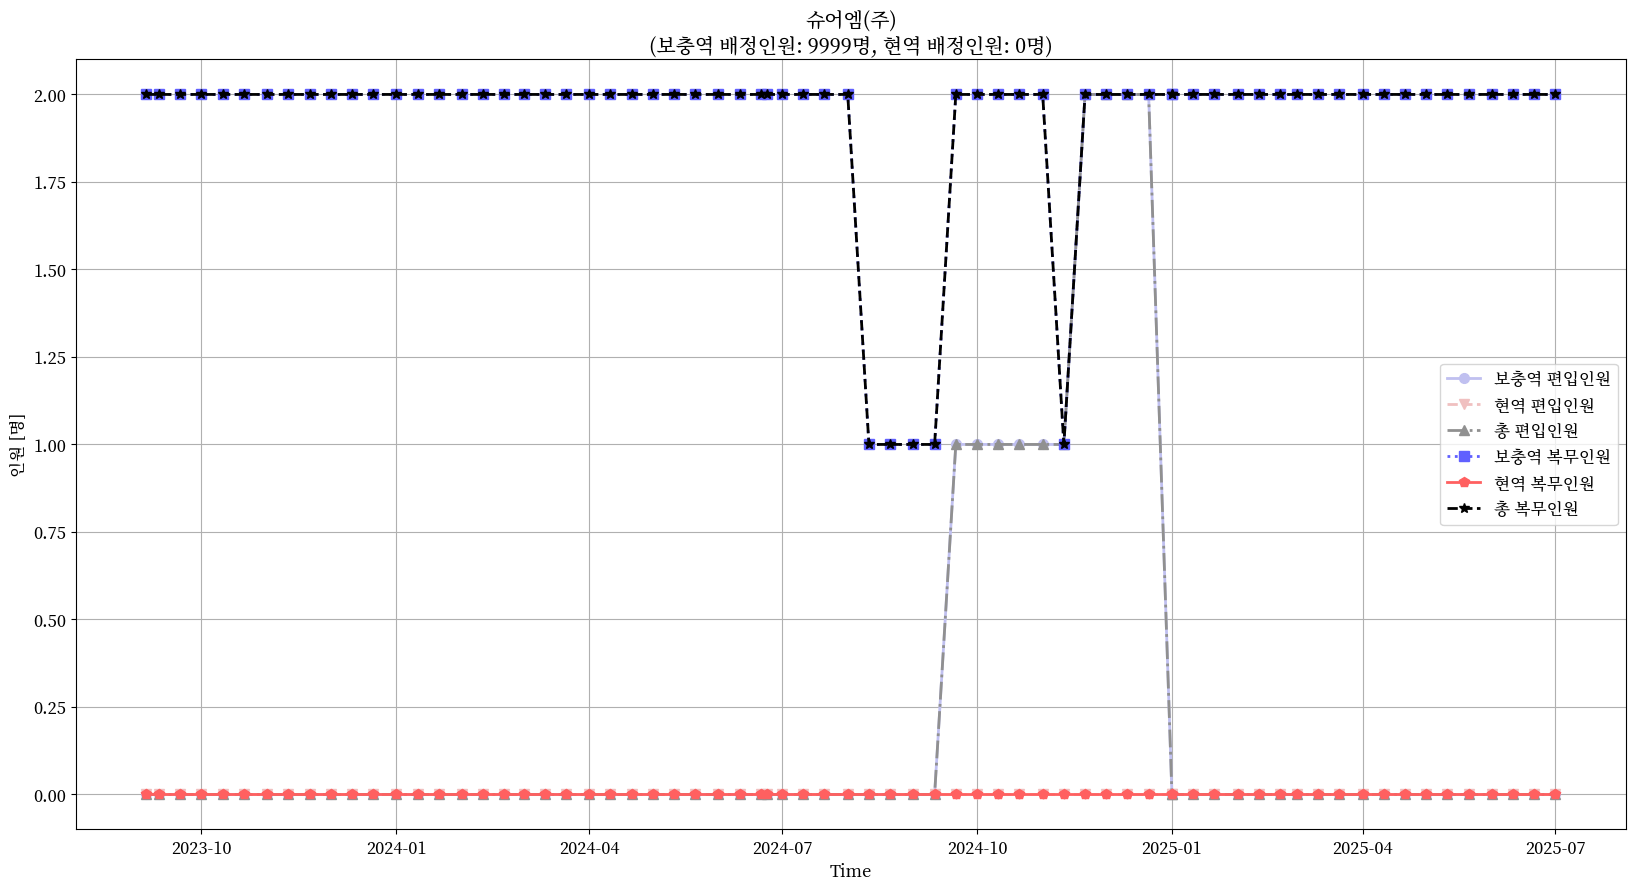 슈어엠(주)
(보충역 배정인원: 9999명, 현역 배정인원: 0명)
인원 [명]
2.00
1.75
1.50
1.25
1.00
0.75
0.50
0.25
0.00
보충역 편입인원
현역 편입인원
총 편입인원
보충역 복무인원
현역 복무인원
총 복무인원
2023-10
2024-01
2024-04
2024-07
2024-10
2025-01
2025-04
2025-07
Time